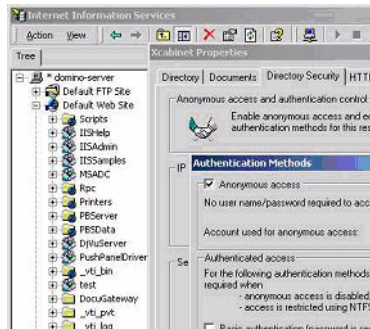 Internet Information Services
Action View
Tree
* domino-server
Default FTP Site
Default Web Site
Scripts
IISHelp
IISAdmin
IISSamples
MSADC
Rpc
Printers
PBServer
PBSData
DjVuServer
PushPanelDriver
_vti_bin
test
DocuGateway
_vti_pvt
_vti_log
Xcabinet Properties
Directory Documents Directory Security HTT
Anonymous access and authentication control
Enable anonymous access and e
authentication methods for this res
IP
Authentication Methods
Anonymous access
No user name/password required to acc
Account used for anonymous access:
Se
Authenticated access
For the following authentication methods
required when
- anonymous access is disabled,
- access is restricted using NTFS
Basic authentication (password is se